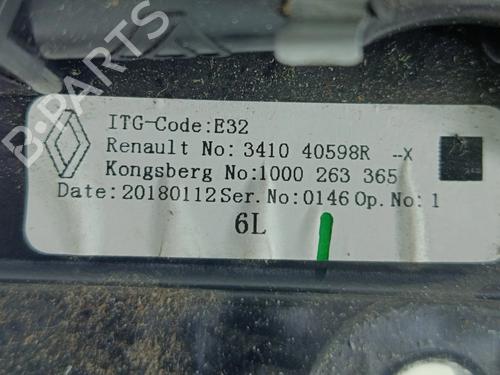 B-PARTS
ITG-Code:E32
Renault No: 3410 40598R --X
Kongsberg No:1000 263 365
Date: 20180112 Ser. No:0146 Op. No: 1
6L